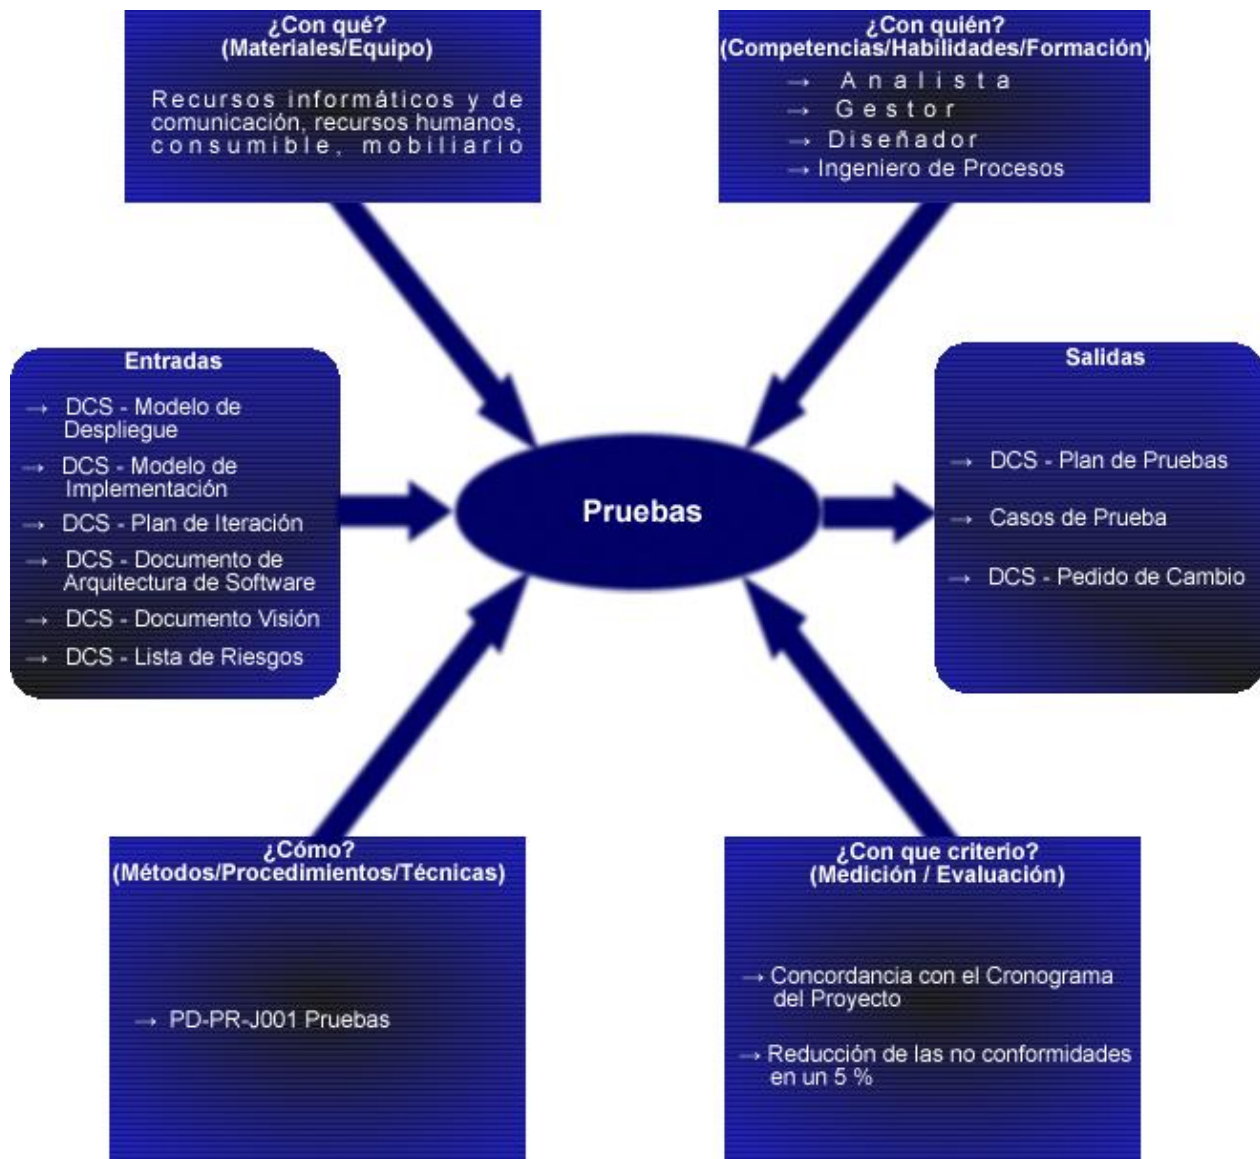 ¿Con qué?
(Materiales/Equipo)
Recursos informáticos y de
comunicación, recursos humanos,
consumible, mobiliario
¿Con quién?
(Competencias/Habilidades/Formación)
→ Analista
→ Gestor
→ Diseñador
→ Ingeniero de Procesos
Entradas
→ DCS - Modelo de
Despliegue
→ DCS - Modelo de
Implementación
→ DCS - Plan de Iteración
→ DCS - Documento de
Arquitectura de Software
→ DCS - Documento Visión
→ DCS - Lista de Riesgos
Pruebas
Salidas
→ DCS - Plan de Pruebas
→ Casos de Prueba
→ DCS - Pedido de Cambio
¿Cómo?
(Métodos/Procedimientos/Técnicas)
→ PD-PR-J001 Pruebas
¿Con que criterio?
(Medición / Evaluación)
→ Concordancia con el Cronograma
del Proyecto
→ Reducción de las no conformidades
en un 5 %